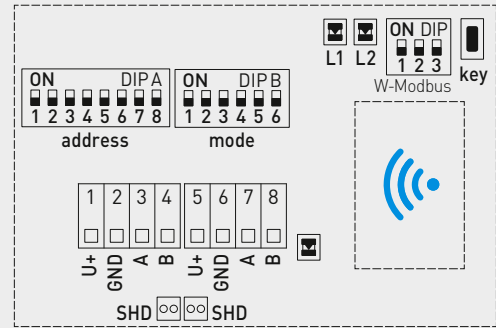 ON DIP
1 2 3
L1 L2
W-Modbus
key
ON DIP A
1 2 3 4 5 6 7 8
address
ON DIP B
1 2 3 4 5 6
mode
1 2 3 4 5 6 7 8
U+ GND A B U+ GND A B
SHD SHD